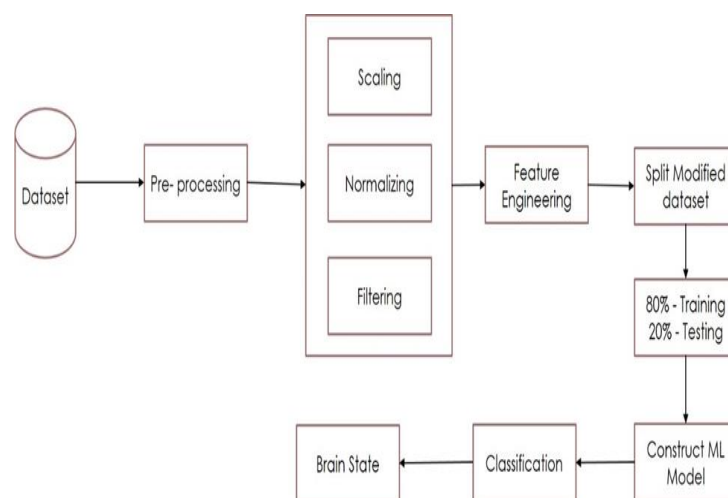 Dataset
Pre- processing
Scaling
Normalizing
Filtering
Feature
Engineering
Split Modified
dataset
80% - Training
20% - Testing
Construct ML
Model
Classification
Brain State